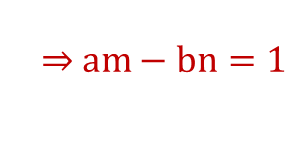 ⇒ am − bn = 1